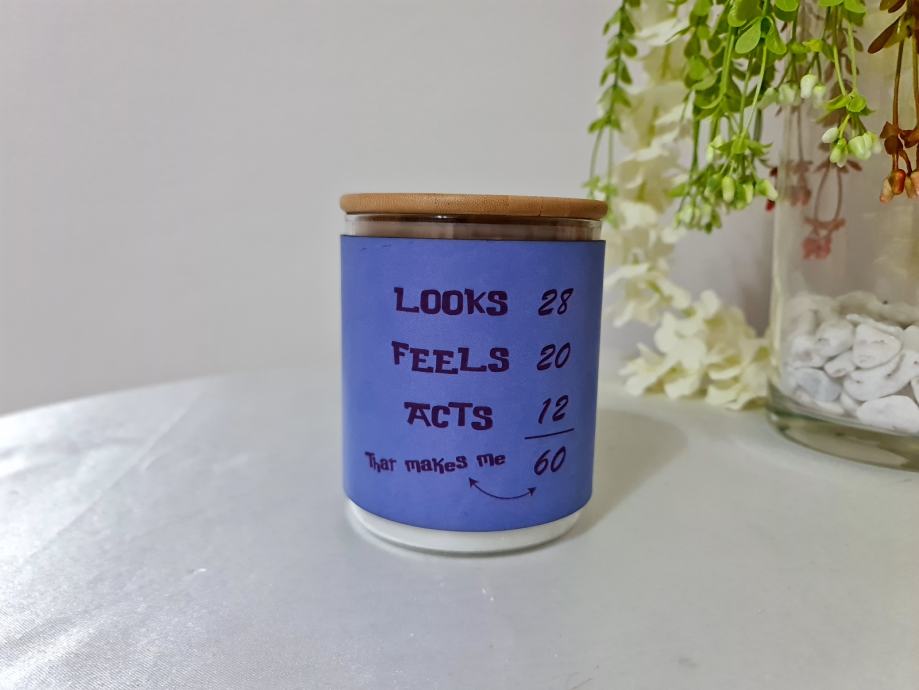 LOOKS 28
FEELS 20
ACTS 12
That makes me 60